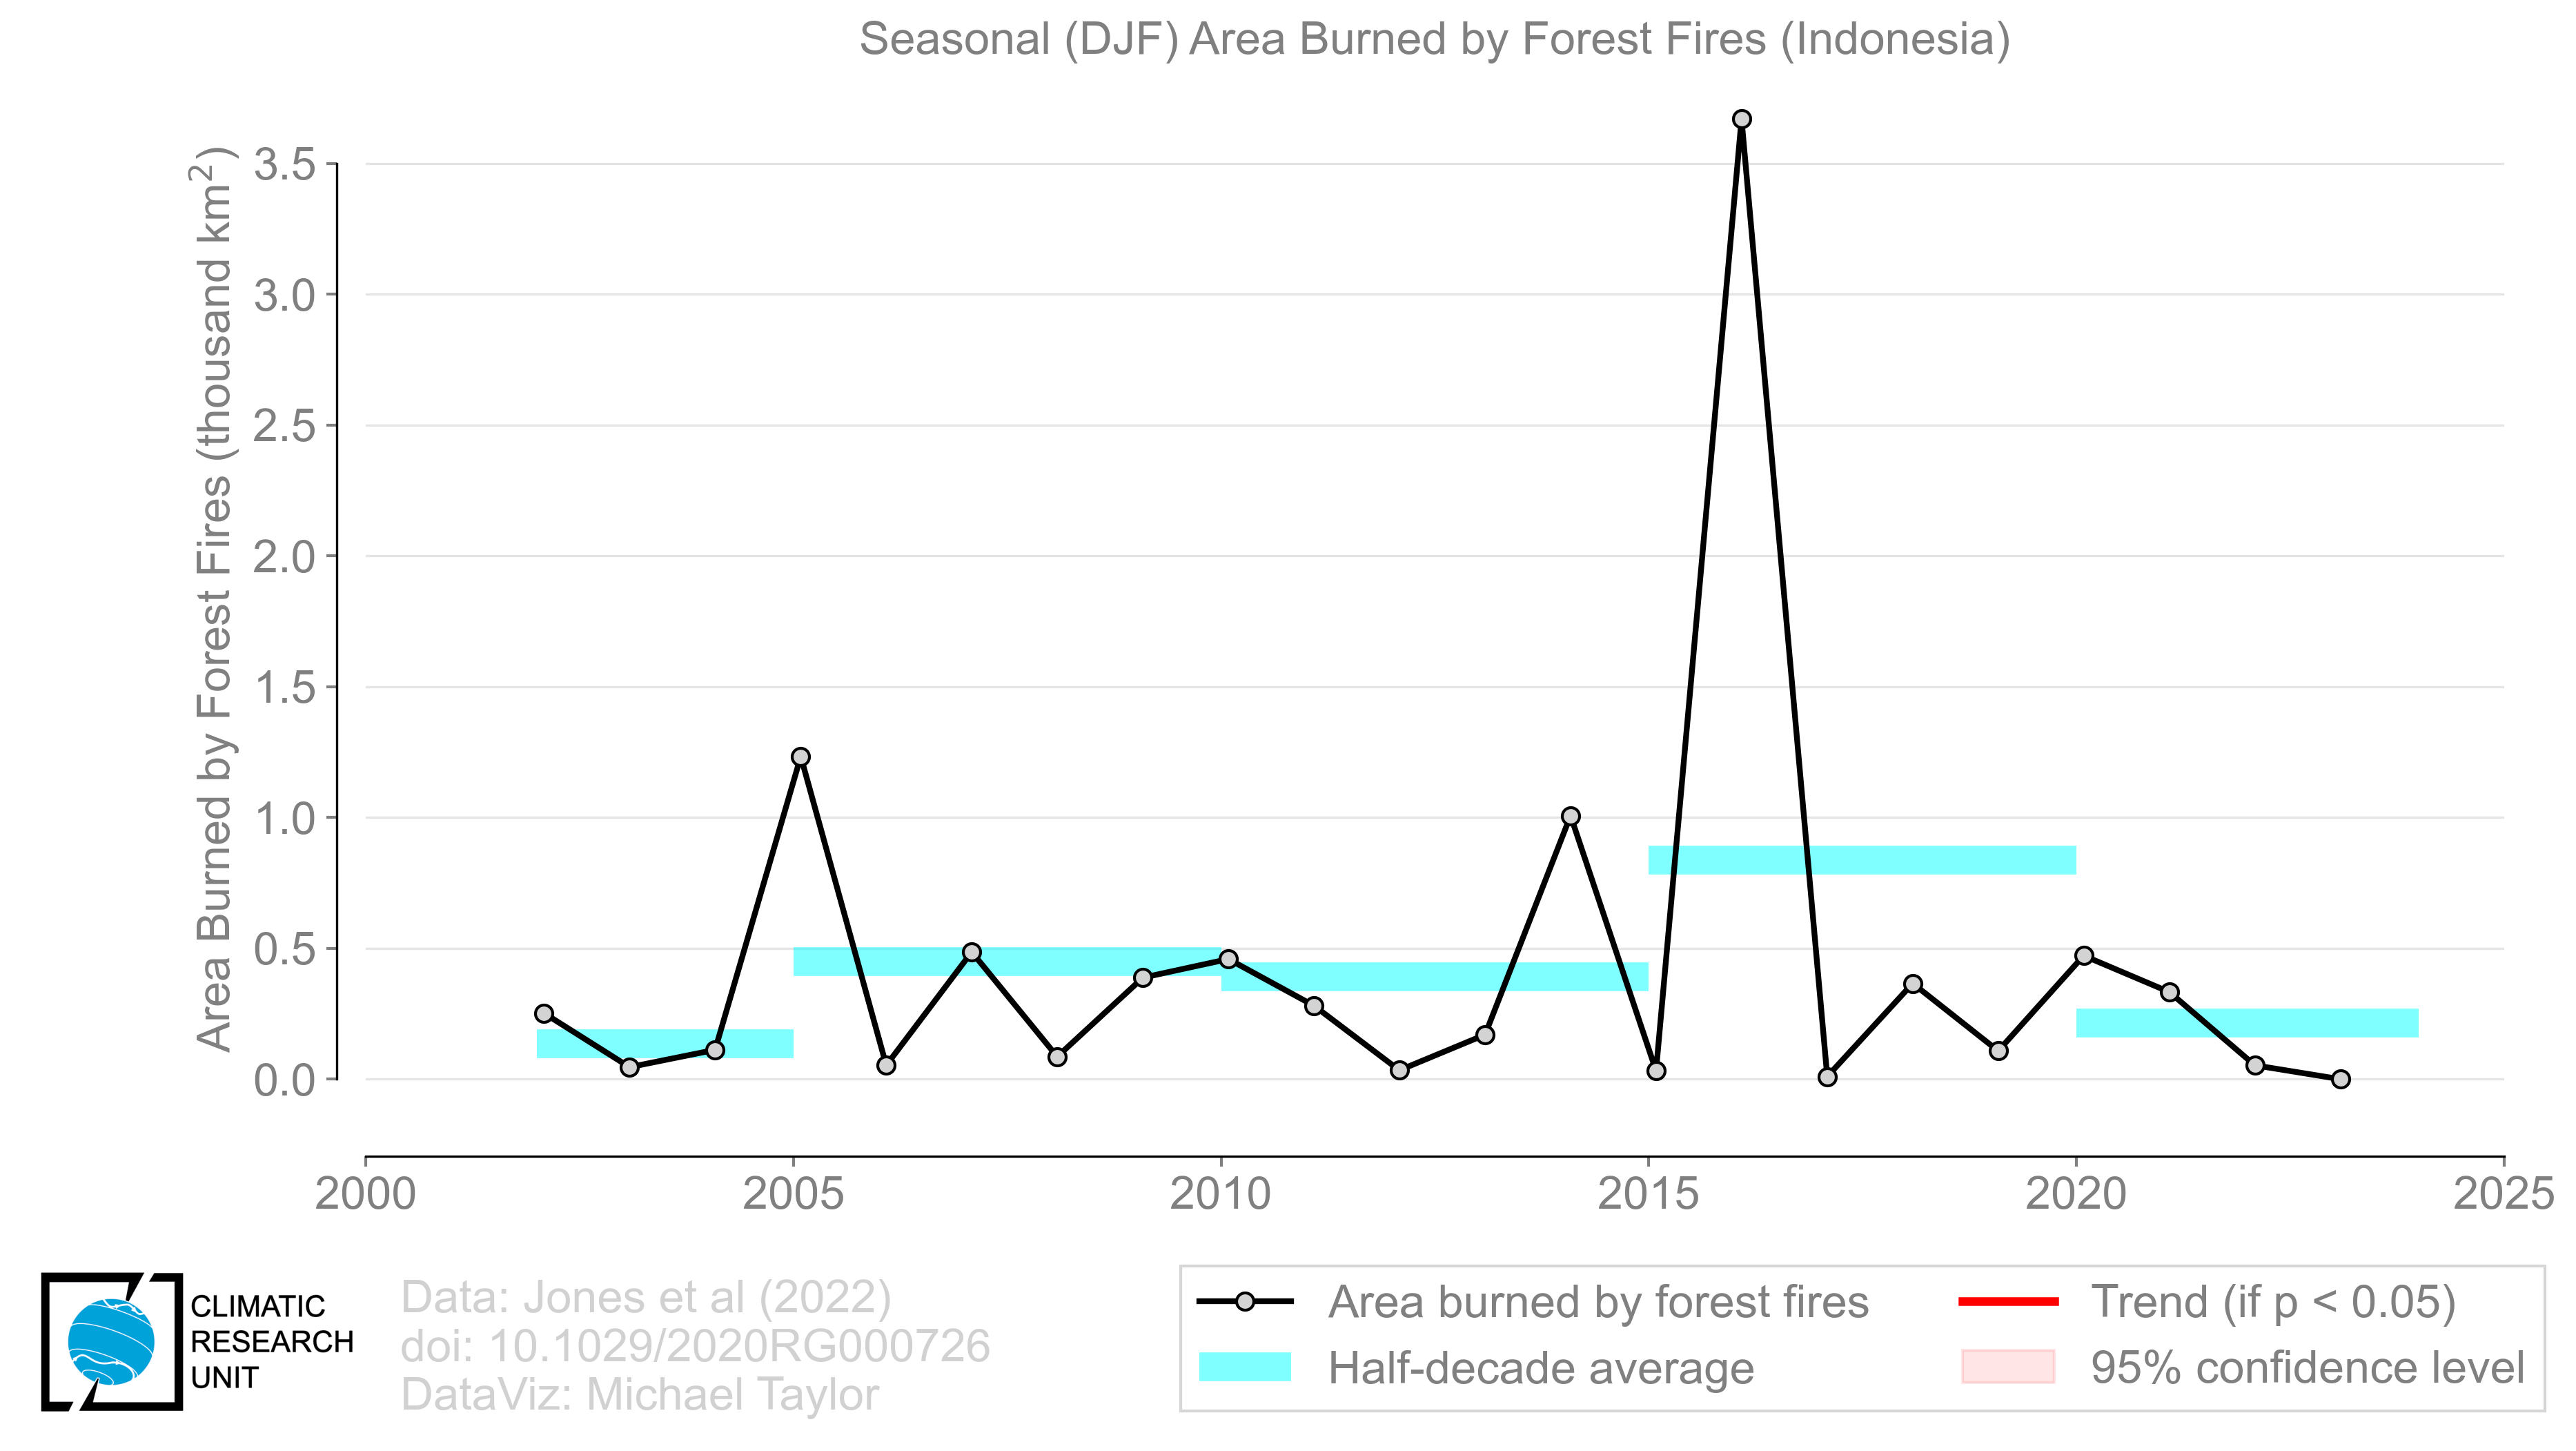 Seasonal (DJF) Area Burned by Forest Fires (Indonesia)
Area Burned by Forest Fires (thousand km²)
3.5
3.0
2.5
2.0
1.5
1.0
0.5
0.0
2000
2005
2010
2015
2020
2025
CLIMATIC
RESEARCH
UNIT
Data: Jones et al (2022)
doi: 10.1029/2020RG000726
DataViz: Michael Taylor
Area burned by forest fires
Half-decade average
Trend (if p < 0.05)
95% confidence level